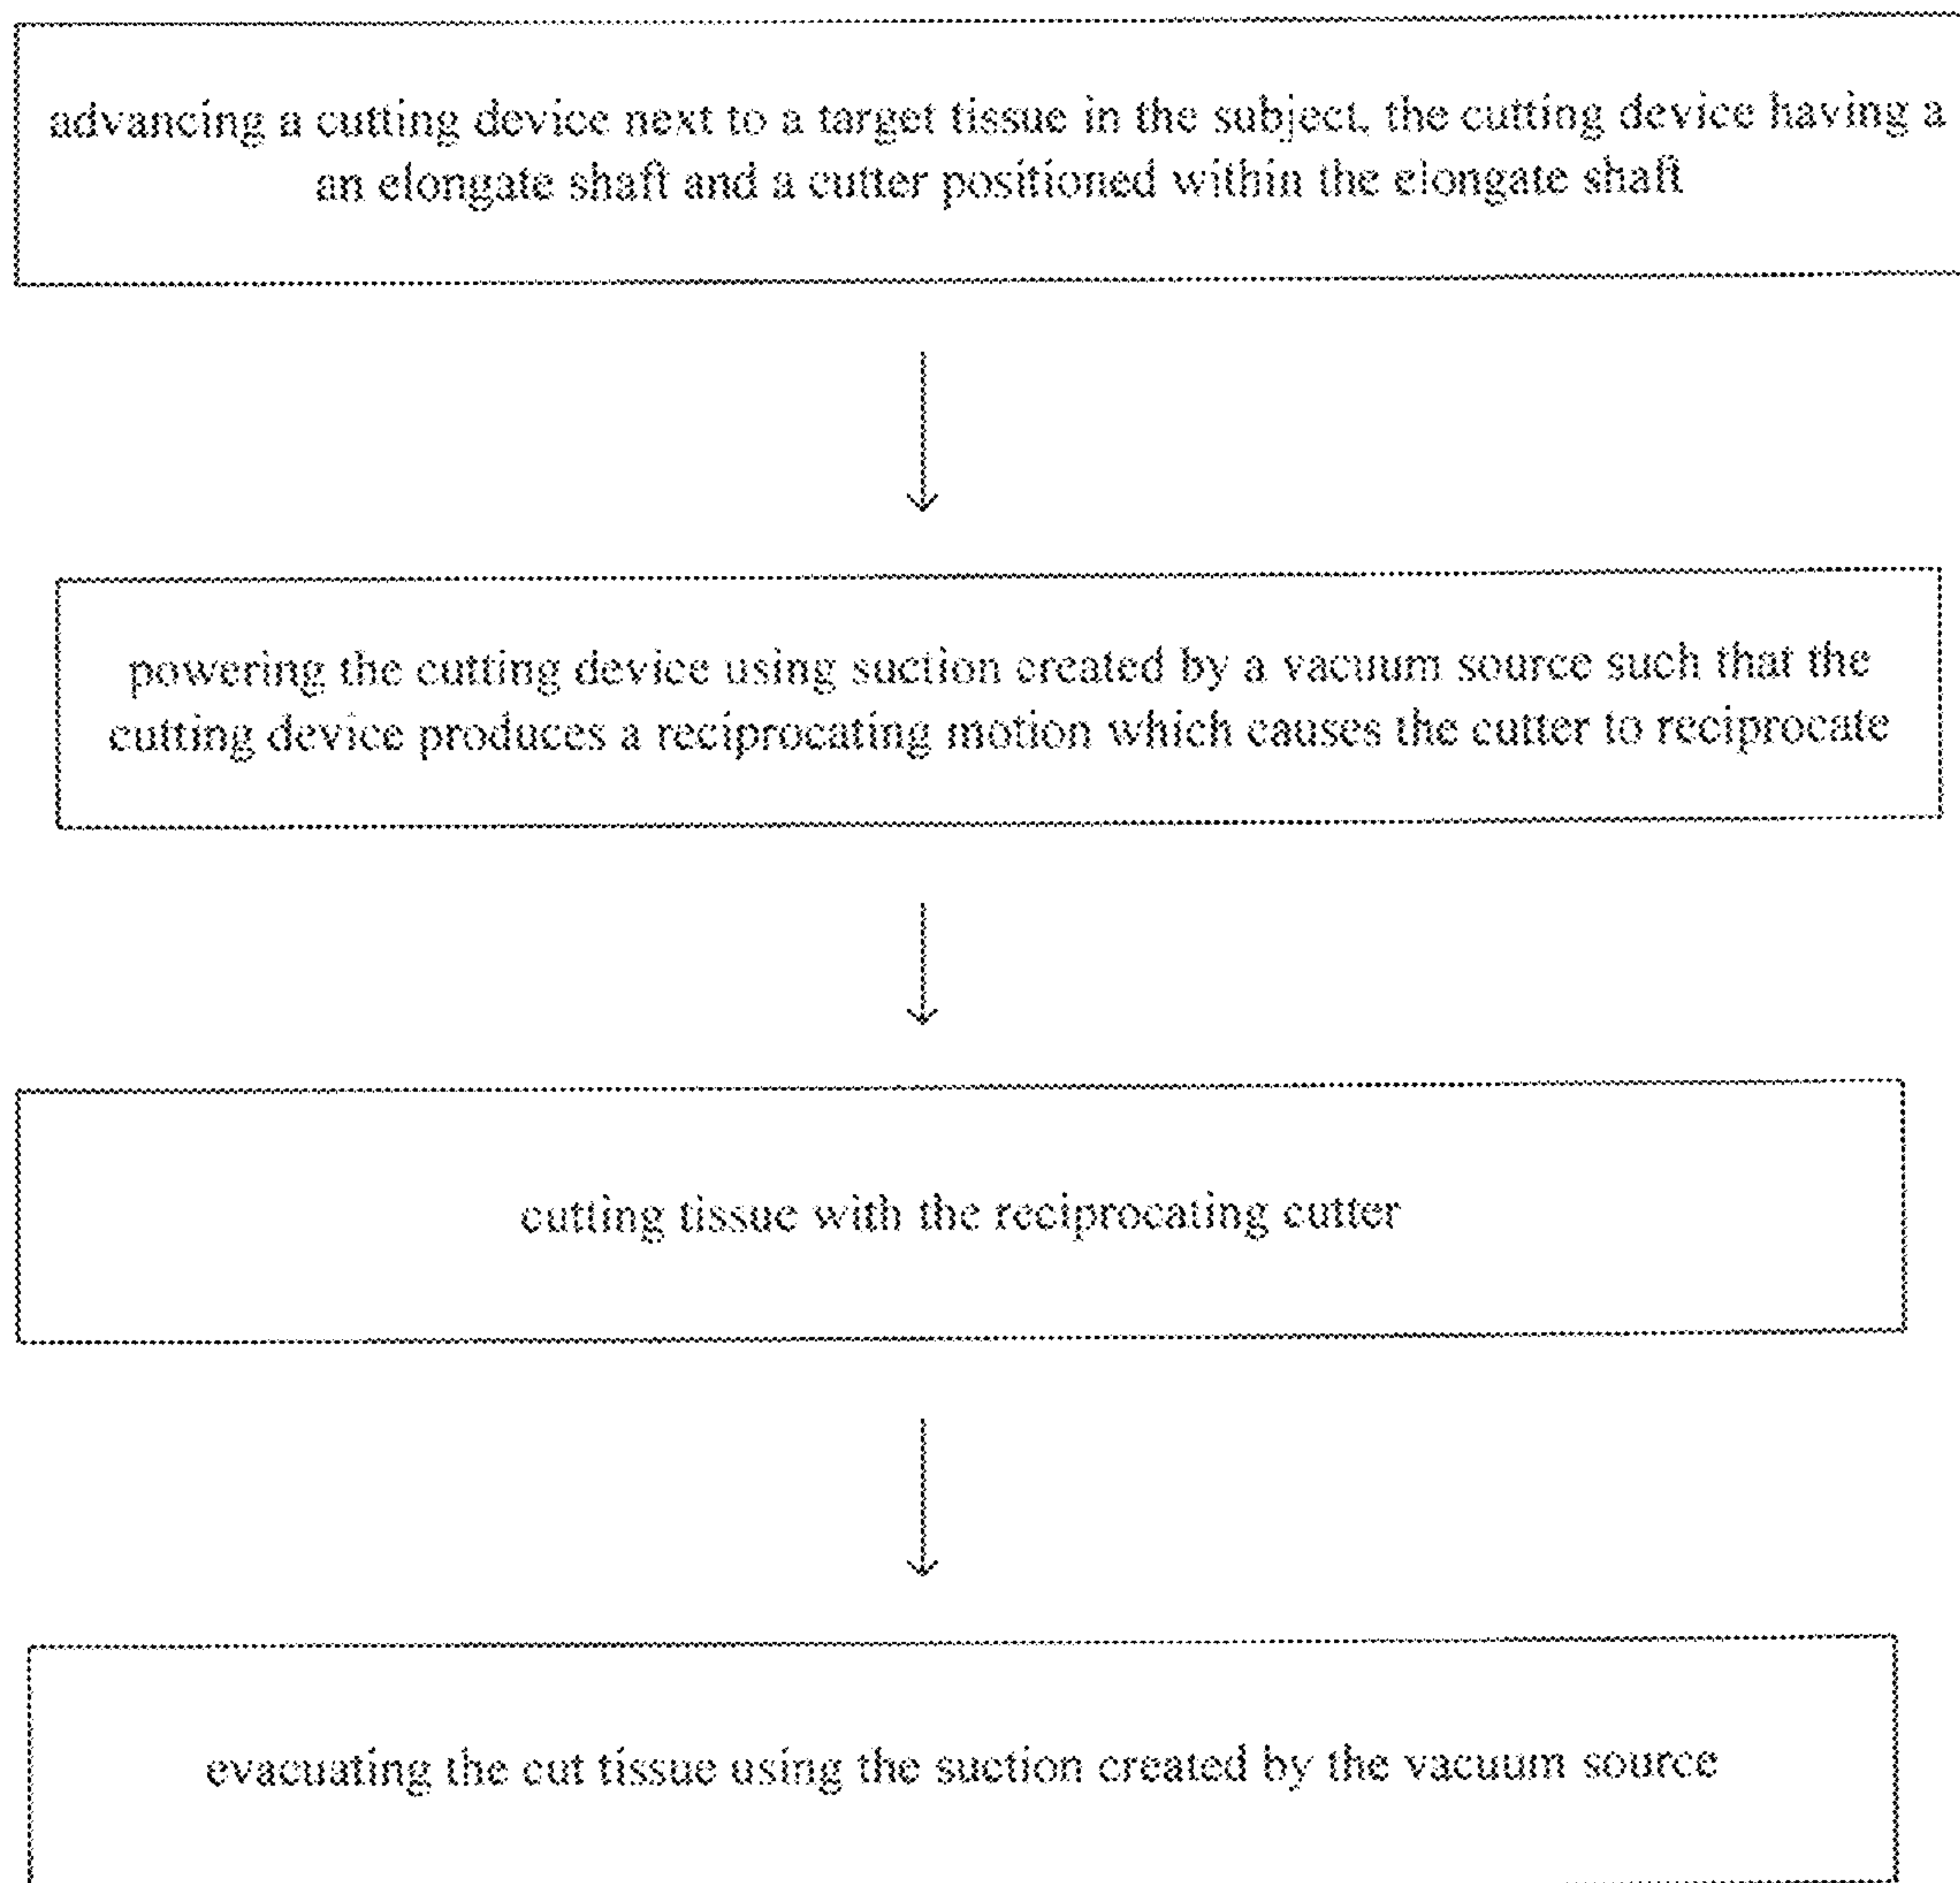 advancing a cutting device next to a target tissue in the subject, the cutting device having a
an elongate shaft and a cutter positioned within the elongate shaft
powering the cutting device using suction created by a vacuum source such that the
cutting device produces a reciprocating motion which causes the cutter to reciprocate
cutting tissue with the reciprocating cutter
evacuating the cut tissue using the suction created by the vacuum source